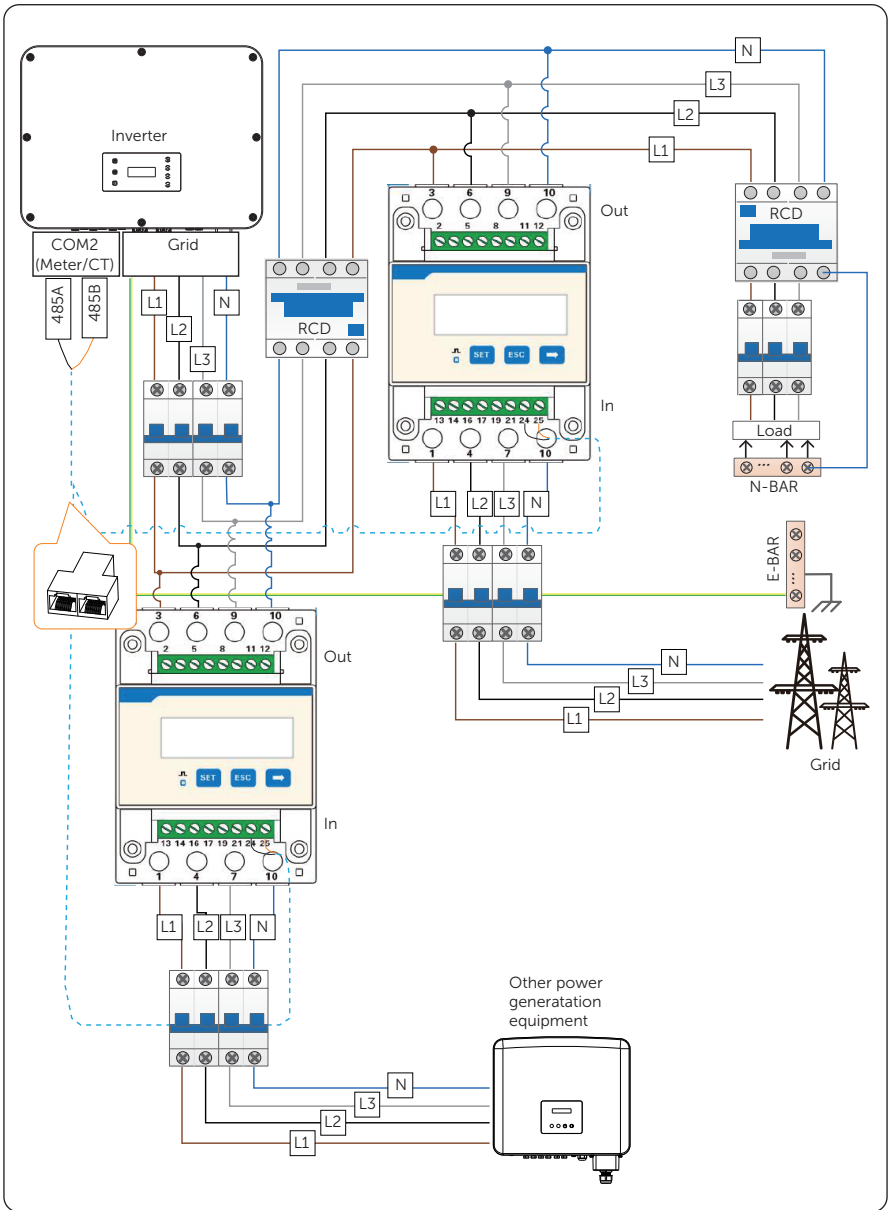 N
L3
L2
L1
Inverter
COM2
(Meter/CT)
Grid
485A
485B
L1
L2
L3
N
RCD
3 6 9 10
Out
2 5 8 11 12
SET ESC
In
13 14 16 17 19 21 24 25
1 4 7 10
L1 L2 L3 N
RCD
Load
N-BAR
E-BAR
N
L3
L2
L1
Grid
3 6 9 10
2 5 8 11 12
Out
SET ESC
In
13 14 16 17 19 21 24 25
1 4 7 10
L1 L2 L3 N
Other power
generatation
equipment
N
L3
L2
L1